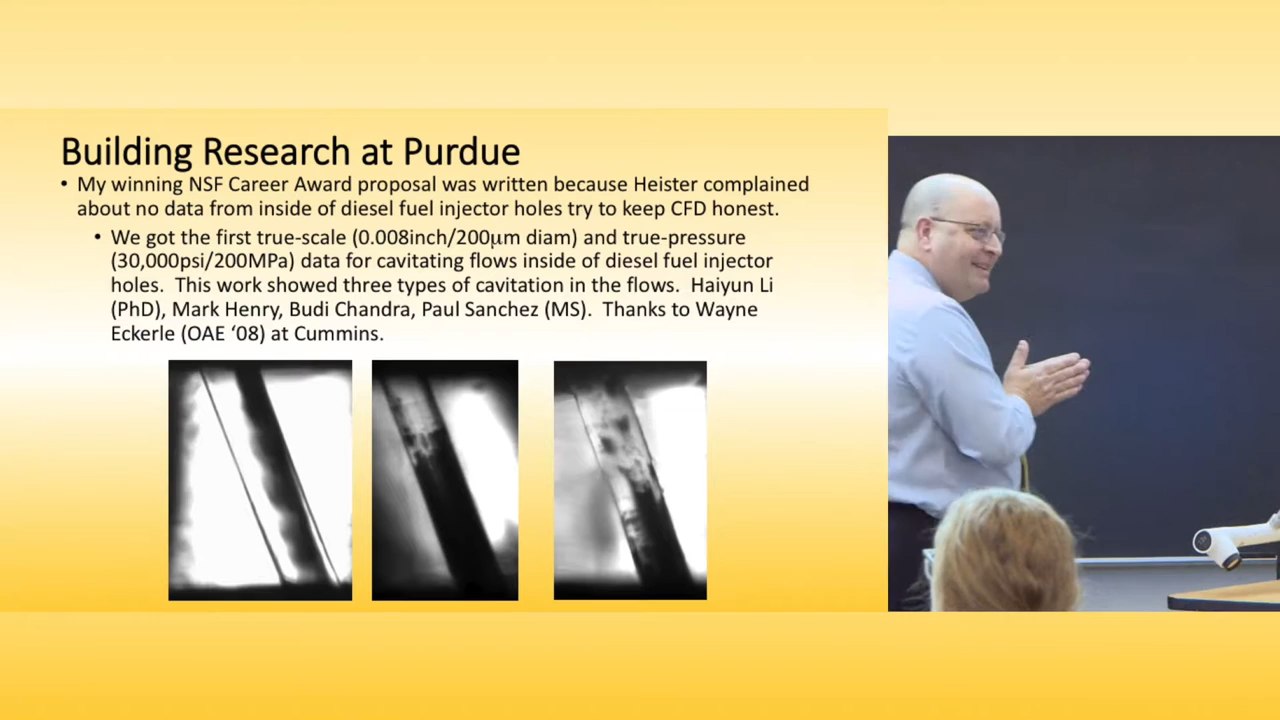 Building Research at Purdue
• My winning NSF Career Award proposal was written because Heister complained
about no data from inside of diesel fuel injector holes try to keep CFD honest.
• We got the first true-scale (0.008inch/200μm diam) and true-pressure
(30,000psi/200MPa) data for cavitating flows inside of diesel fuel injector
holes. This work showed three types of cavitation in the flows. Haiyun Li
(PhD), Mark Henry, Budi Chandra, Paul Sanchez (MS). Thanks to Wayne
Eckerle (OAE ‘08) at Cummins.